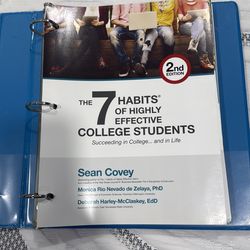 2nd
EDITION
THE 7 HABITS®
OF HIGHLY
EFFECTIVE
COLLEGE STUDENTS
Succeeding in College... and in Life
Sean Covey
Monica Rio Nevado de Zelaya, PhD
Deborah Harley-McClaskey, EdD